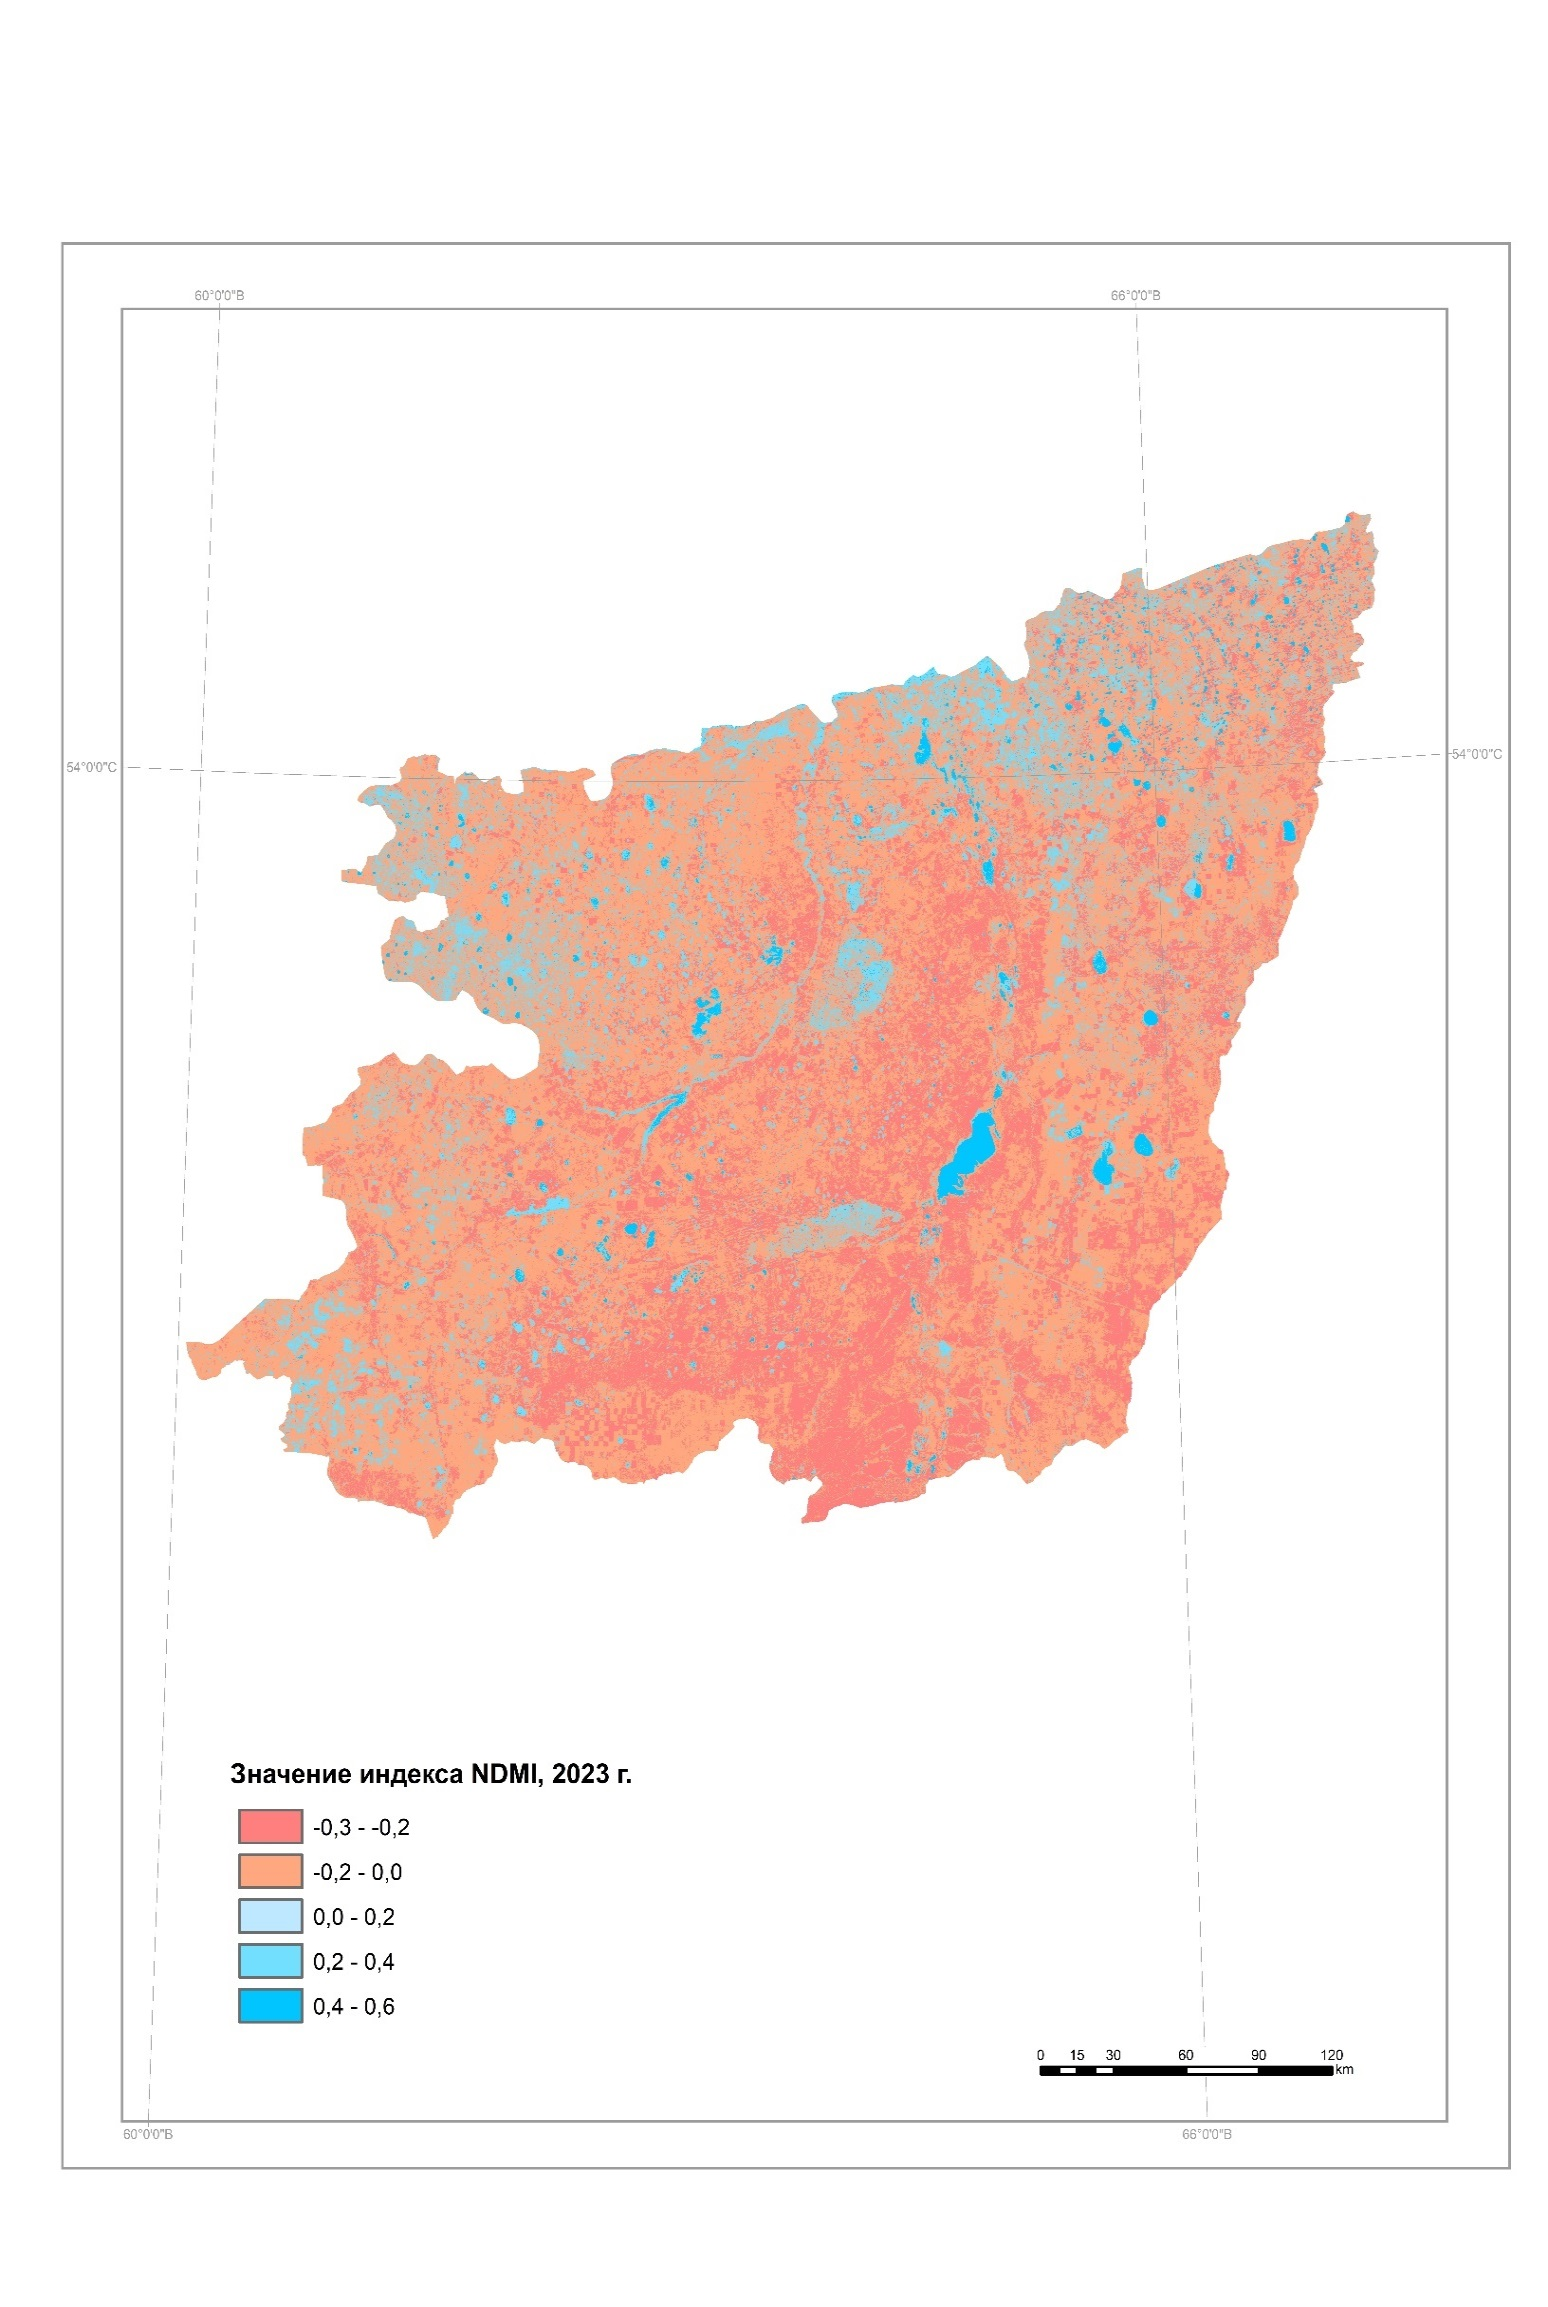 60°0'0"В 66°0'0"В
54°0'0"С 54°0'0"С
Значение индекса NDMI, 2023 г.
-0,3 - -0,2
-0,2 - 0,0
0,0 - 0,2
0,2 - 0,4
0,4 - 0,6
0 15 30 60 90 120
km
60°0'0"В 66°0'0"В